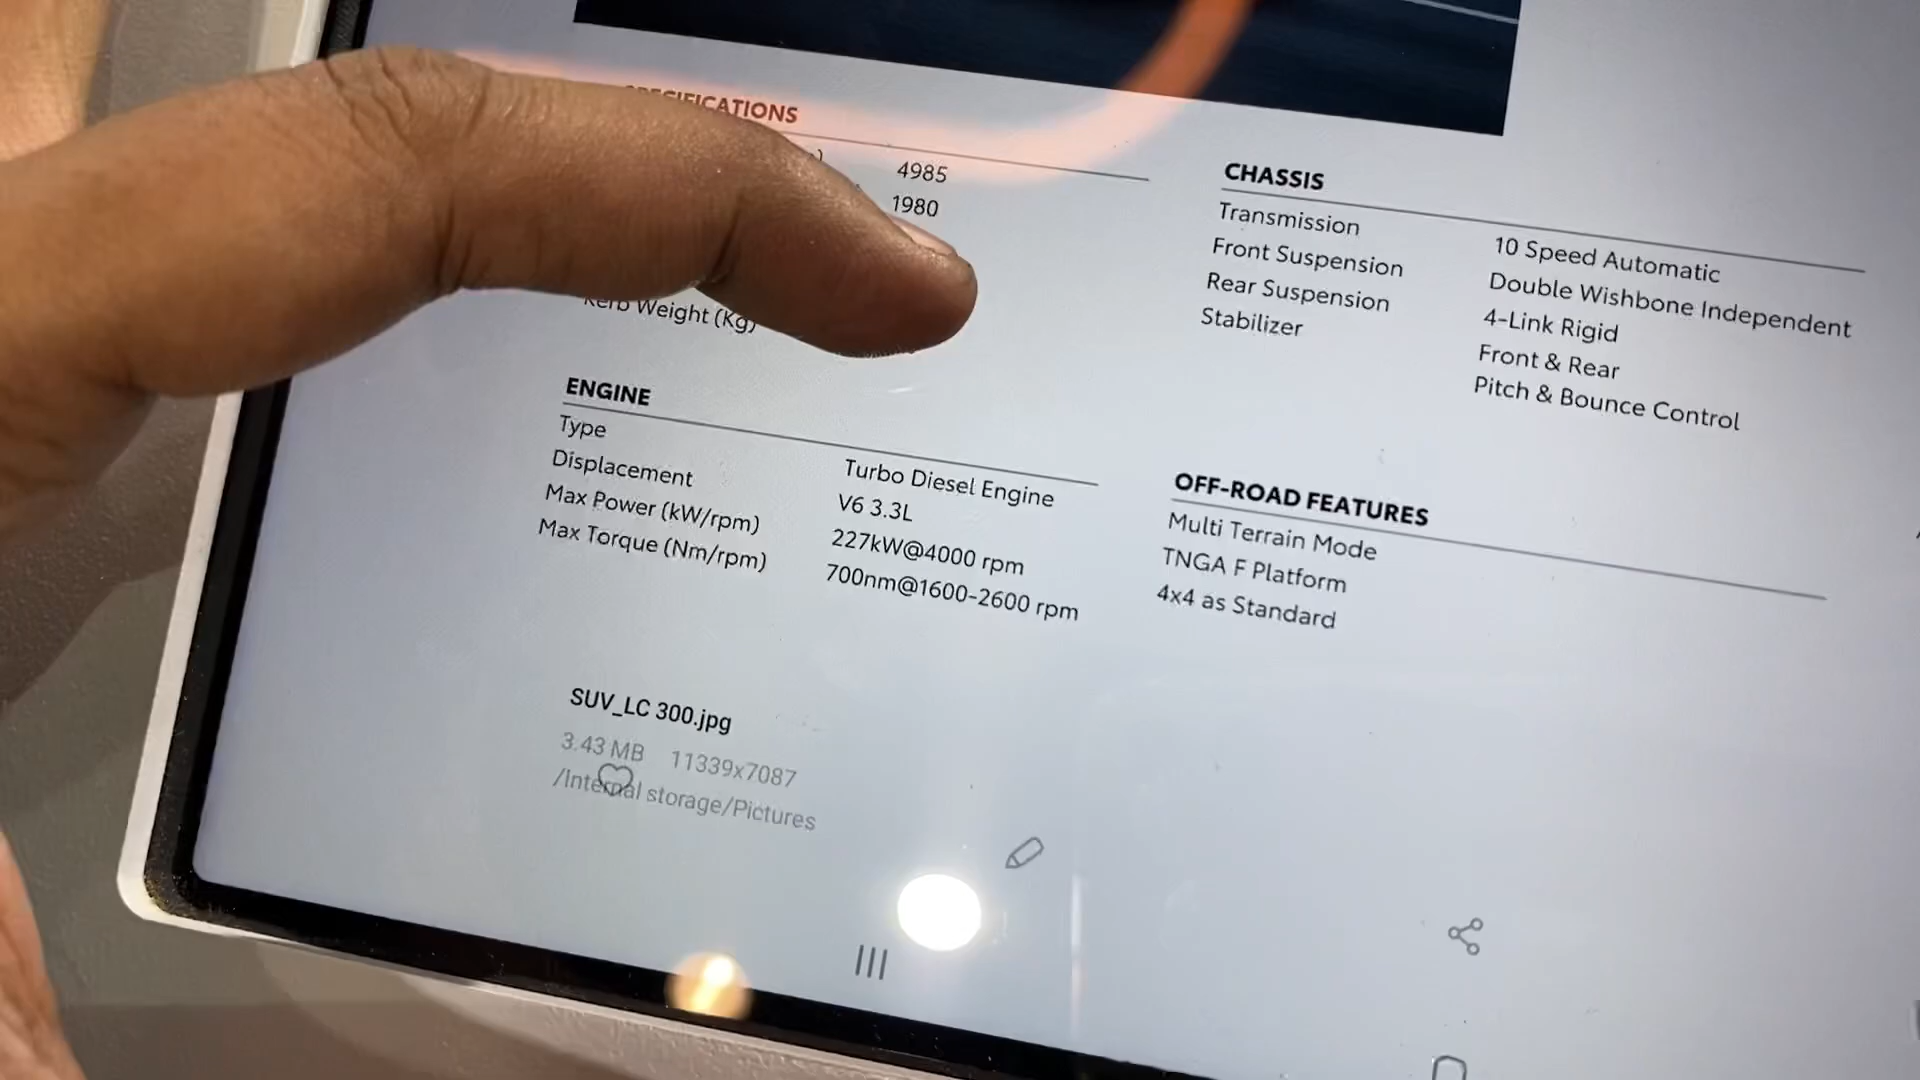 SPECIFICATIONS
4985
1980
Kerb Weight (Kg)
ENGINE
Type Turbo Diesel Engine
Displacement V6 3.3L
Max Power (kW/rpm) 227kW@4000 rpm
Max Torque (Nm/rpm) 700nm@1600-2600 rpm
CHASSIS
Transmission 10 Speed Automatic
Front Suspension Double Wishbone Independent
Rear Suspension 4-Link Rigid
Stabilizer Front & Rear
Pitch & Bounce Control
OFF-ROAD FEATURES
Multi Terrain Mode
TNGA F Platform
4x4 as Standard
SUV_LC 300.jpg
3.43 MB 11339x7087
/Internal storage/Pictures